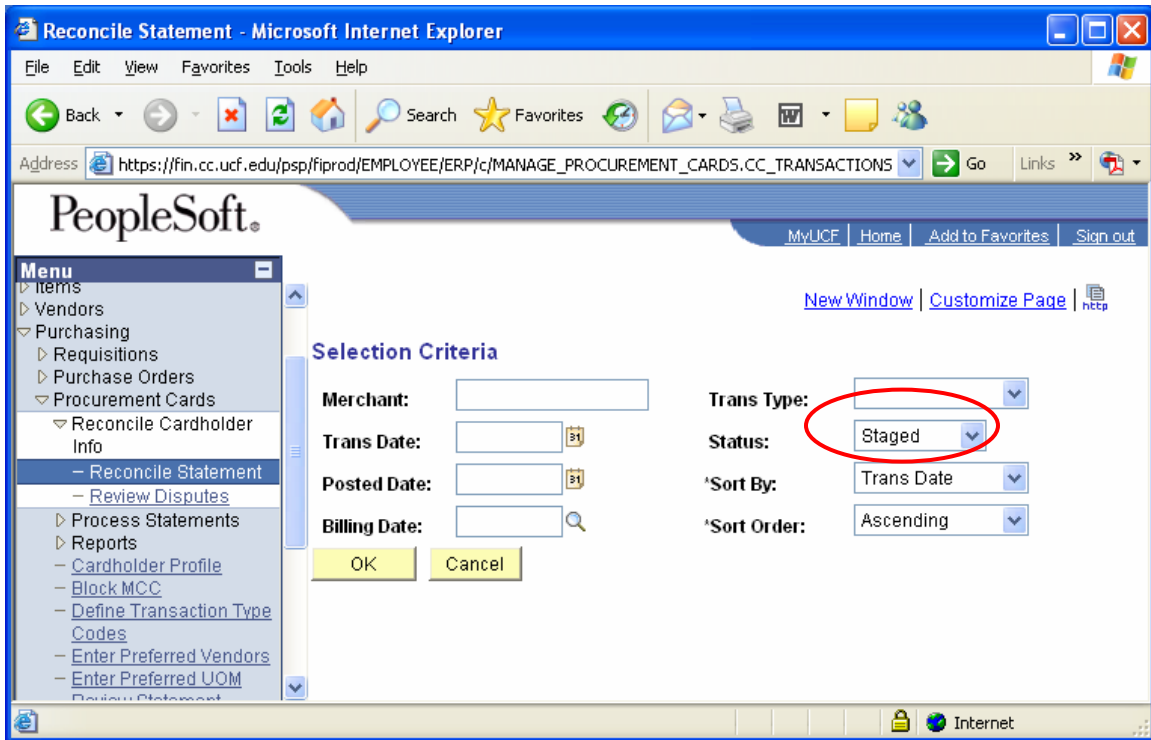 Reconcile Statement - Microsoft Internet Explorer
File Edit View Favorites Tools Help
Back Search Favorites
Address https://fin.cc.ucf.edu/psp/fiprod/EMPLOYEE/ERP/c/MANAGE_PROCUREMENT_CARDS.CC_TRANSACTIONS Go Links »
PeopleSoft®
MyUCF | Home | Add to Favorites | Sign out
Menu
Items
Vendors
Purchasing
Requisitions
Purchase Orders
Procurement Cards
Reconcile Cardholder
Info
– Reconcile Statement
– Review Disputes
Process Statements
Reports
– Cardholder Profile
– Block MCC
– Define Transaction Type
Codes
– Enter Preferred Vendors
– Enter Preferred UOM
Review Statement
New Window | Customize Page | http
Selection Criteria
Merchant: Trans Type:
Trans Date: 31 Status: Staged
Posted Date: 31 *Sort By: Trans Date
Billing Date: *Sort Order: Ascending
OK Cancel
Internet